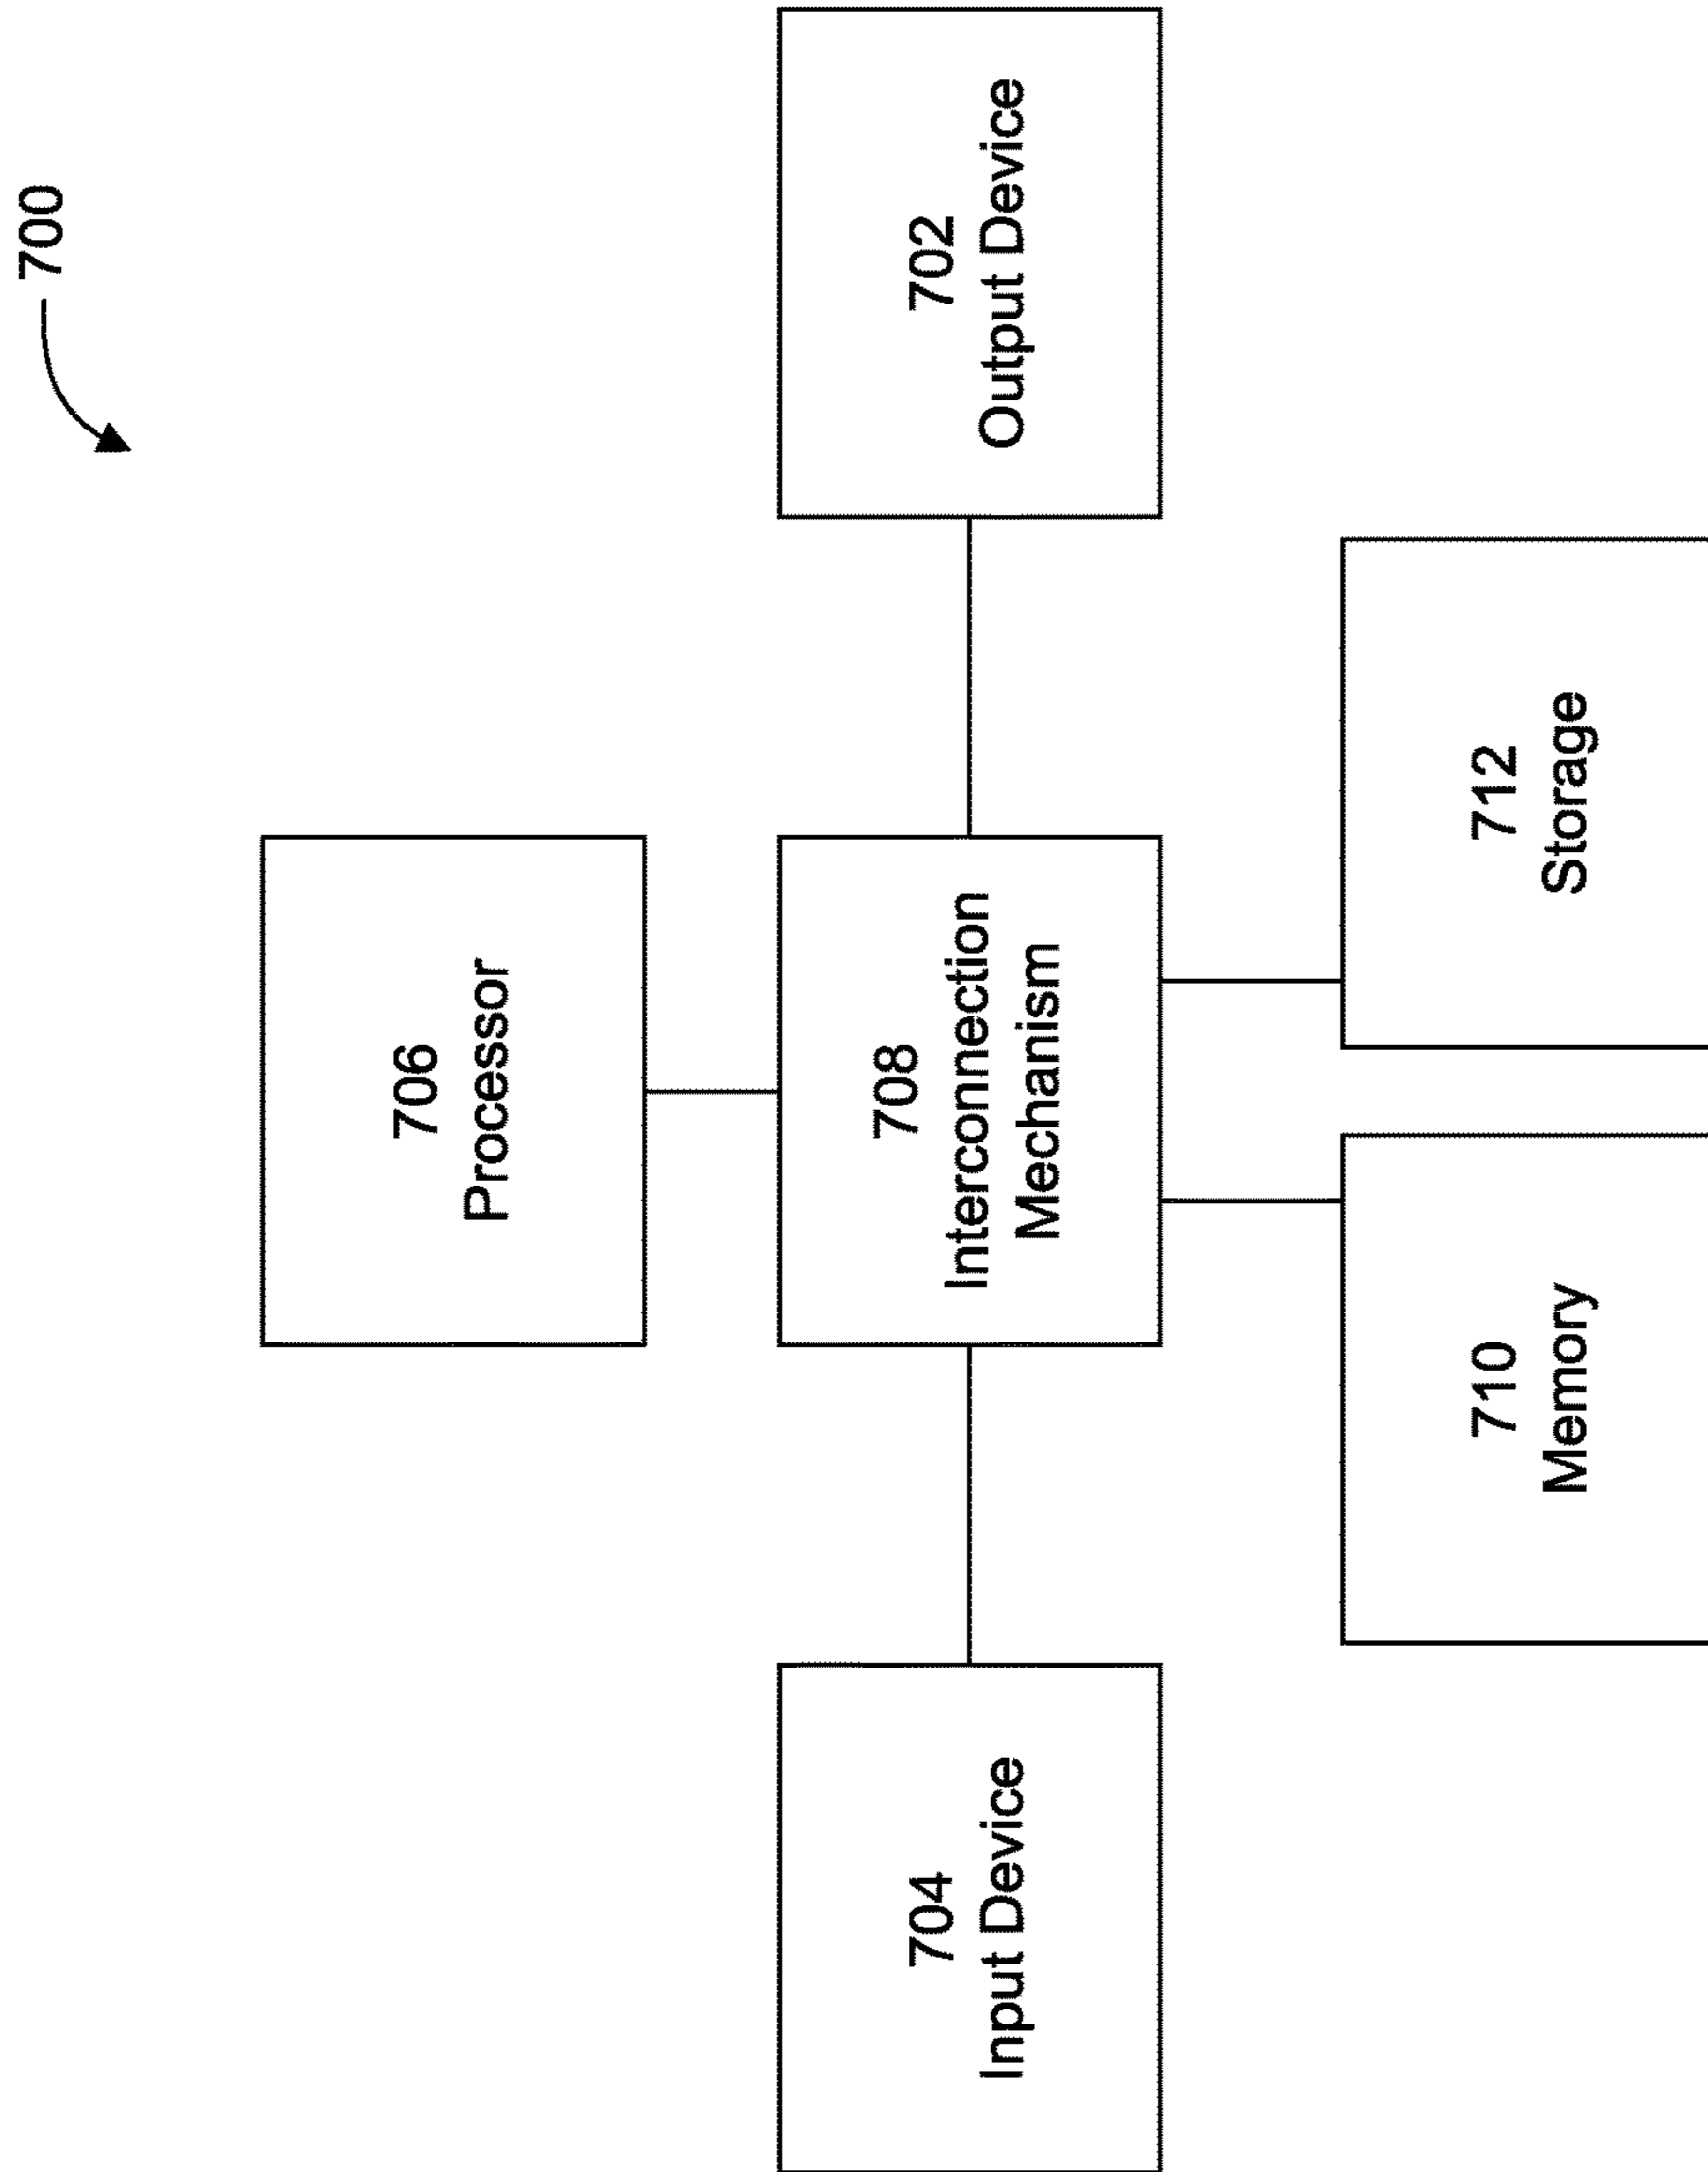 700
706
Processor
704
Input Device
708
Interconnection
Mechanism
702
Output Device
710
Memory
712
Storage